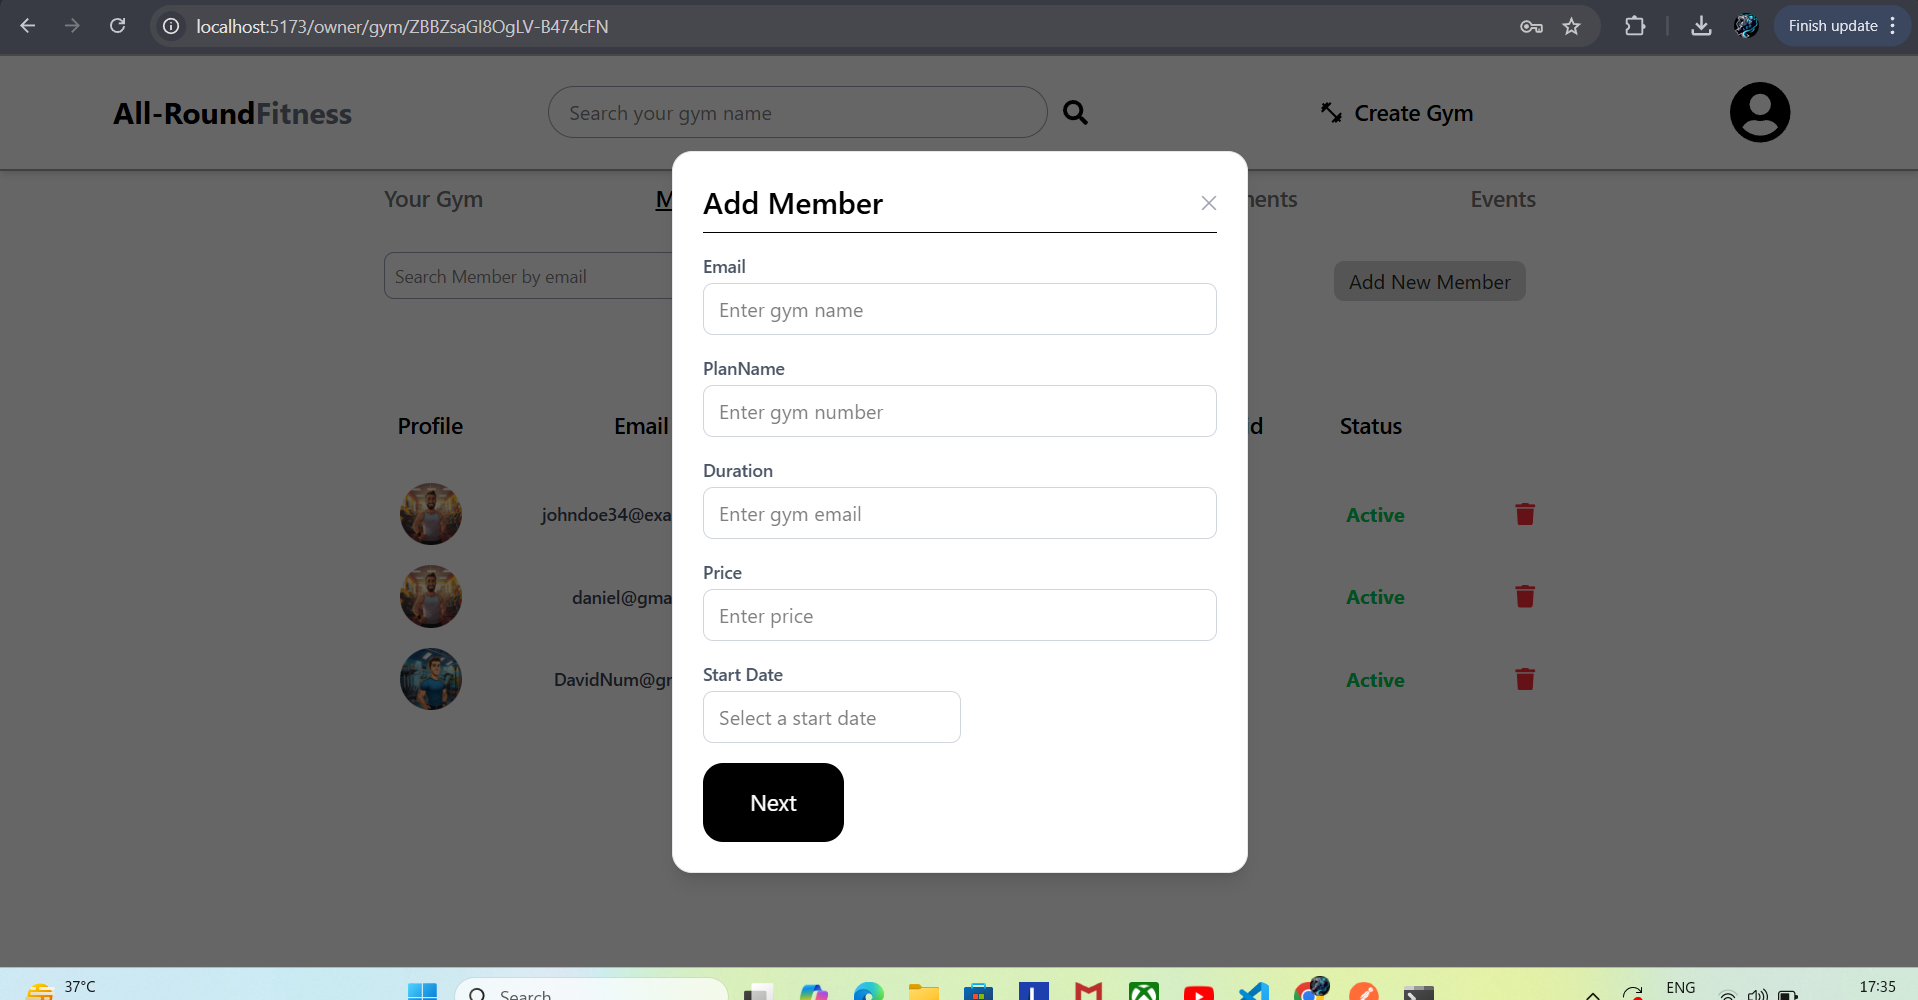 localhost:5173/owner/gym/ZBBZsaGI8OgLV-B474cFN
Finish update
All-RoundFitness
Search your gym name
Create Gym
Your Gym
M
ents
Events
Add Member
Search Member by email
Add New Member
Email
Enter gym name
PlanName
Enter gym number
Duration
Enter gym email
Price
Enter price
Start Date
Select a start date
Next
Profile
Email
d
Status
johndoe34@exa
Active
daniel@gma
Active
DavidNum@gr
Active
37°C
Search
ENG
17:35